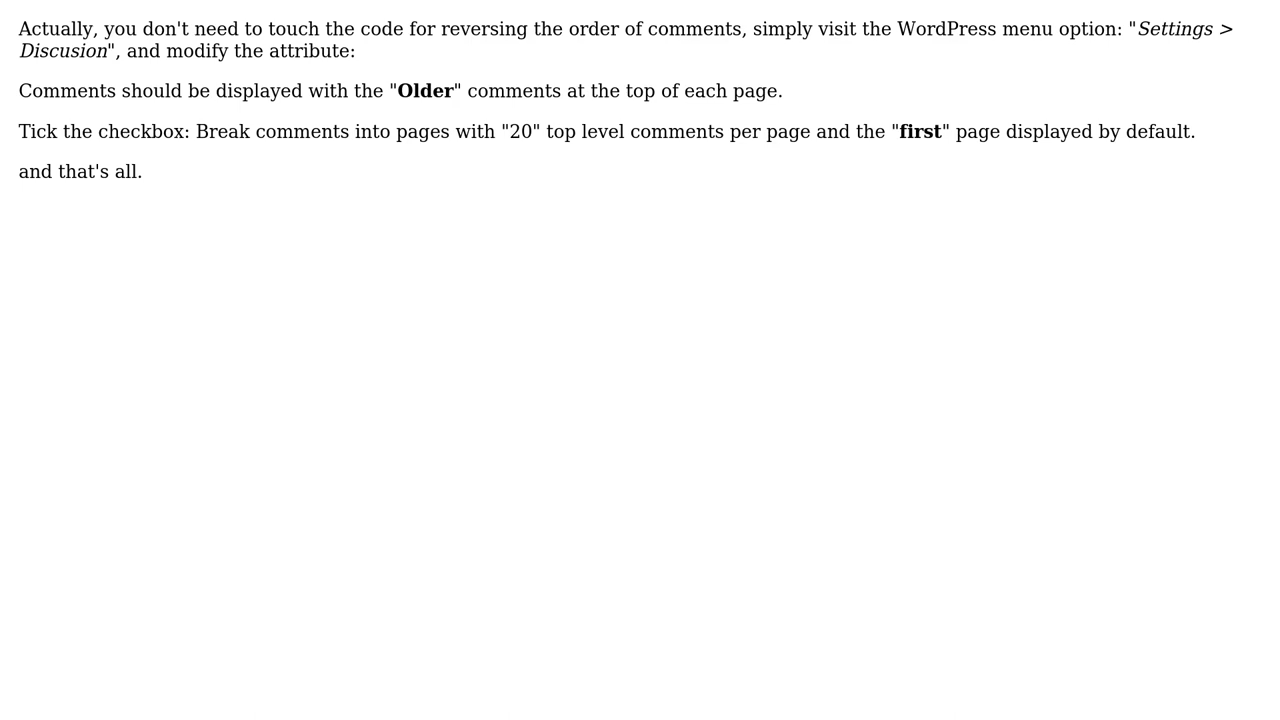 Actually, you don't need to touch the code for reversing the order of comments, simply visit the WordPress menu option: "Settings >
Discusion", and modify the attribute:
Comments should be displayed with the "Older" comments at the top of each page.
Tick the checkbox: Break comments into pages with "20" top level comments per page and the "first" page displayed by default.
and that's all.